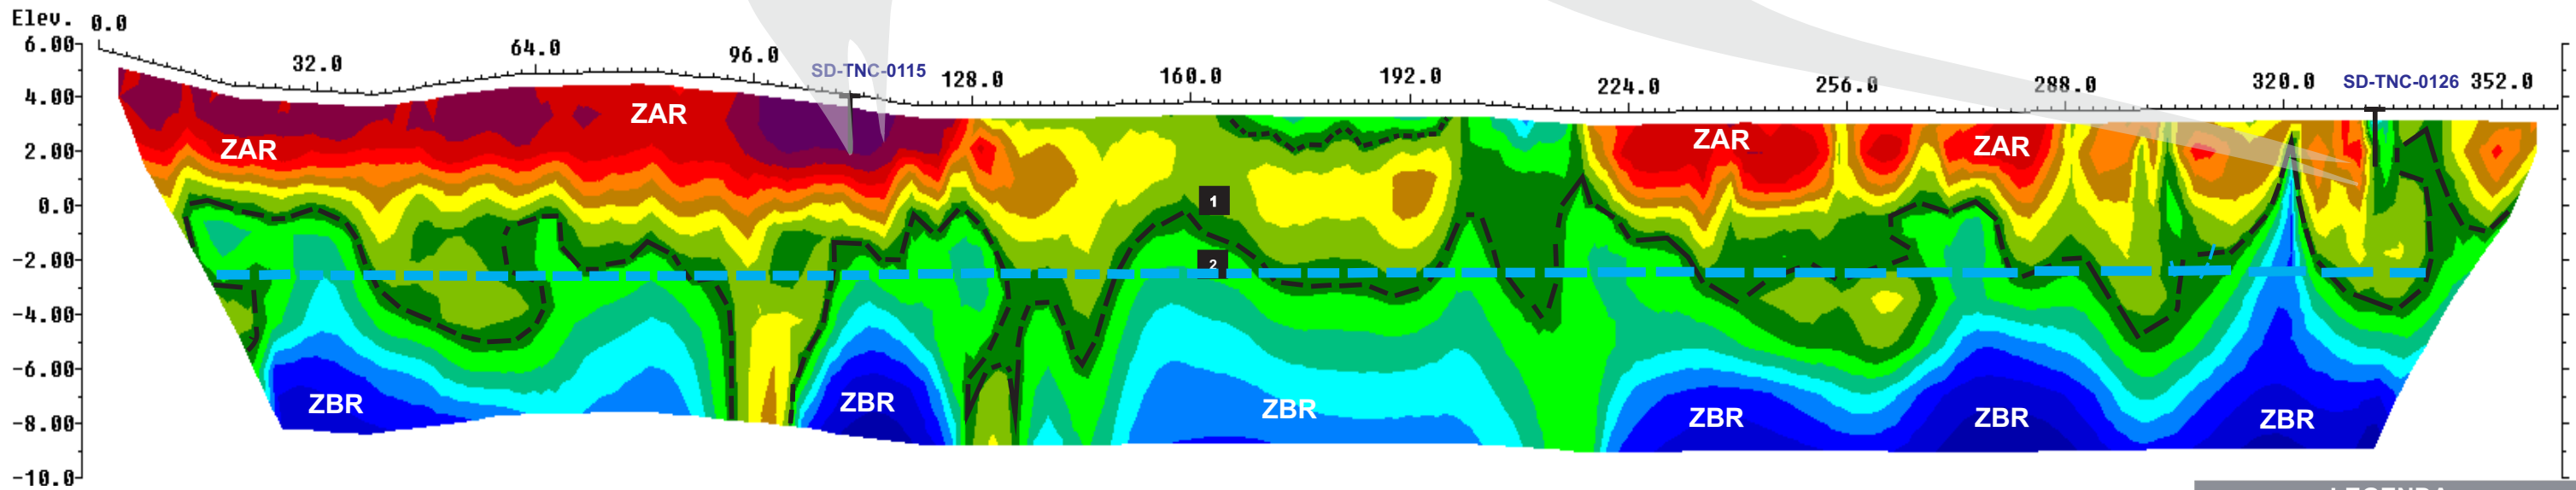 Elev.
0.0
32.0
64.0
96.0
128.0
160.0
192.0
224.0
256.0
288.0
320.0
352.0
SD-TNC-0115
SD-TNC-0126
6.00
4.00
2.00
0.0
-2.00
-4.00
-6.00
-8.00
-10.0
ZAR
ZAR
ZAR
ZAR
1
2
ZBR
ZBR
ZBR
ZBR
ZBR
ZBR
LEGENDA